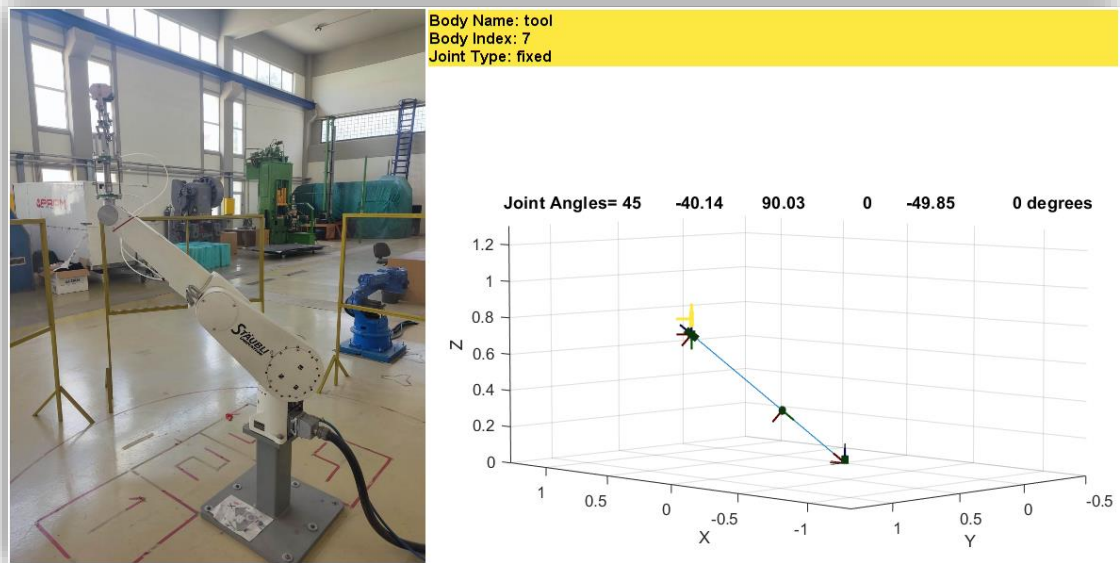 Body Name: tool
Body Index: 7
Joint Type: fixed
Joint Angles= 45 -40.14 90.03 0 -49.85 0 degrees
1.2
1
0.8
0.6
0.4
0.2
0
Z
1
0.5
0
-0.5
-1
X
1
0.5
0
-0.5
Y
STÄUBLI